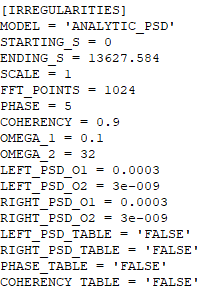 [IRREGULARITIES]
MODEL = 'ANALYTIC_PSD'
STARTING_S = 0
ENDING_S = 13627.584
SCALE = 1
FFT_POINTS = 1024
PHASE = 5
COHERENCY = 0.9
OMEGA_1 = 0.1
OMEGA_2 = 32
LEFT_PSD_O1 = 0.0003
LEFT_PSD_O2 = 3e-009
RIGHT_PSD_O1 = 0.0003
RIGHT_PSD_O2 = 3e-009
LEFT_PSD_TABLE = 'FALSE'
RIGHT_PSD_TABLE = 'FALSE'
PHASE_TABLE = 'FALSE'
COHERENCY_TABLE = 'FALSE'